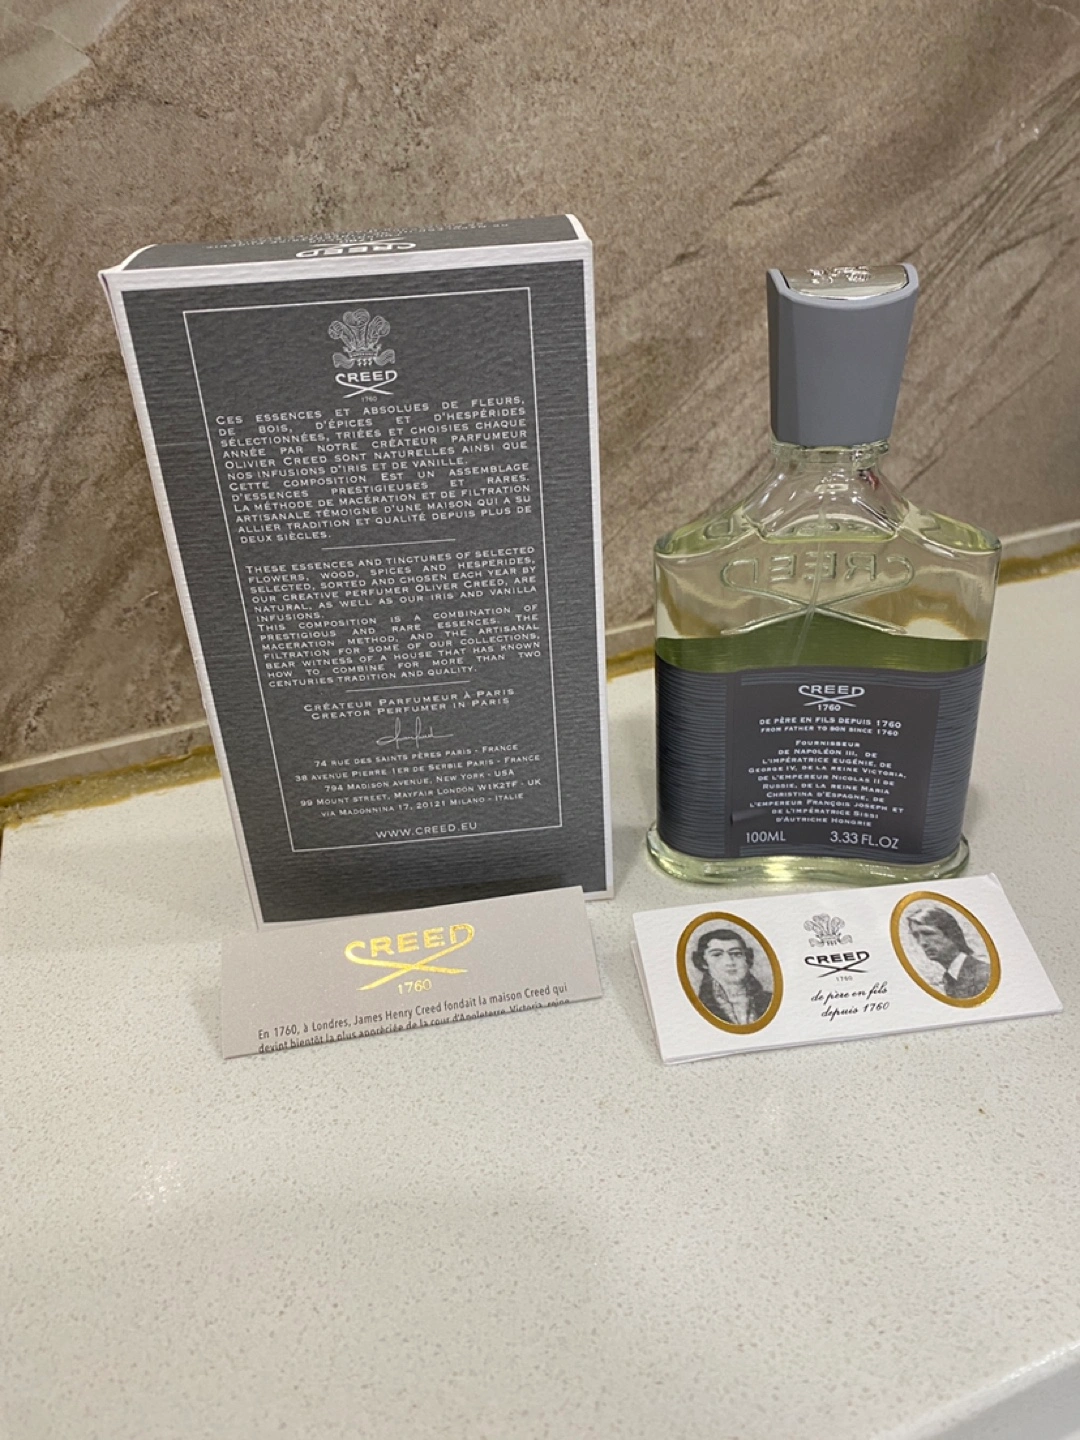 CREED
CREED
1760
CES ESSENCES ET ABSOLUES DE FLEURS,
DE BOIS, D'ÉPICES ET D'HESPÉRIDES
SÉLECTIONNÉES, TRIÉES ET CHOISIES CHAQUE
ANNÉE PAR NOTRE CRÉATEUR PARFUMEUR
OLIVIER CREED SONT NATURELLES AINSI QUE
NOS INFUSIONS D'IRIS ET DE VANILLE.
CETTE COMPOSITION EST UN ASSEMBLAGE
D'ESSENCES PRESTIGIEUSES ET RARES.
LA MÉTHODE DE MACÉRATION ET DE FILTRATION
ARTISANALE TÉMOIGNE D'UNE MAISON QUI A SU
ALLIER TRADITION ET QUALITÉ DEPUIS PLUS DE
DEUX SIÈCLES.
THESE ESSENCES AND TINCTURES OF SELECTED
FLOWERS, WOOD, SPICES AND HESPERIDES,
SELECTED, SORTED AND CHOSEN EACH YEAR BY
OUR CREATIVE PERFUMER OLIVER CREED, ARE
NATURAL, AS WELL AS OUR IRIS AND VANILLA
INFUSIONS.
THIS COMPOSITION IS A COMBINATION OF
PRESTIGIOUS AND RARE ESSENCES. THE
MACERATION METHOD, AND THE ARTISANAL
FILTRATION FOR SOME OF OUR COLLECTIONS,
BEAR WITNESS OF A HOUSE THAT HAS KNOWN
HOW TO COMBINE FOR MORE THAN TWO
CENTURIES TRADITION AND QUALITY.
CRÉATEUR PARFUMEUR À PARIS
CREATOR PERFUMER IN PARIS
74 RUE DES SAINTS PÈRES PARIS - FRANCE
38 AVENUE PIERRE 1ER DE SERBIE PARIS - FRANCE
794 MADISON AVENUE, NEW YORK - USA
99 MOUNT STREET, MAYFAIR LONDON W1K2TF - UK
VIA MADONNINA 17, 20121 MILANO - ITALIE
WWW.CREED.EU
CREED
CREED
1760
DE PÈRE EN FILS DEPUIS 1760
FROM FATHER TO SON SINCE 1760
FOURNISSEUR
DE NAPOLÉON III, DE
L'IMPÉRATRICE EUGÉNIE, DE
GEORGE IV, DE LA REINE VICTORIA,
DE L'EMPEREUR NICOLAS II DE
RUSSIE, DE LA REINE MARIA
CHRISTINA D'ESPAGNE, DE
L'EMPEREUR FRANÇOIS JOSEPH ET
DE L'IMPÉRATRICE SISSI
D'AUTRICHE HONGRIE
100ML 3.33 FL.OZ
CREED
1760
En 1760, à Londres, James Henry Creed fondait la maison Creed qui
devint bientôt la plus appréciée de la cour d'Angleterre. Victoria, reine
CREED
1760
de père en fils
depuis 1760